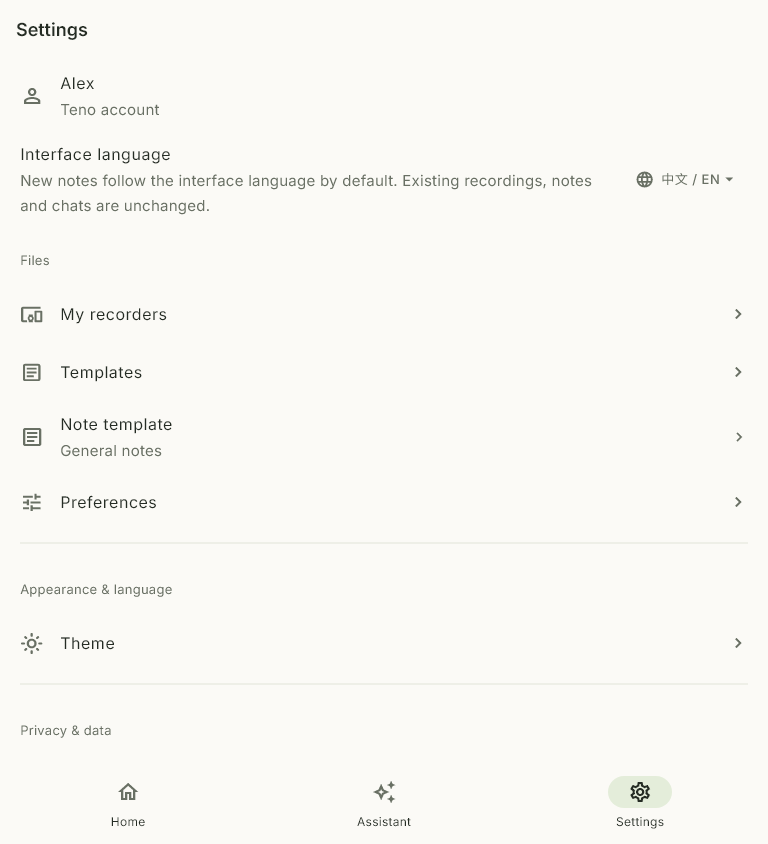 Settings
Alex
Teno account
Interface language
New notes follow the interface language by default. Existing recordings, notes
and chats are unchanged.
中文 / EN
Files
My recorders
Templates
Note template
General notes
Preferences
Appearance & language
Theme
Privacy & data
Home
Assistant
Settings